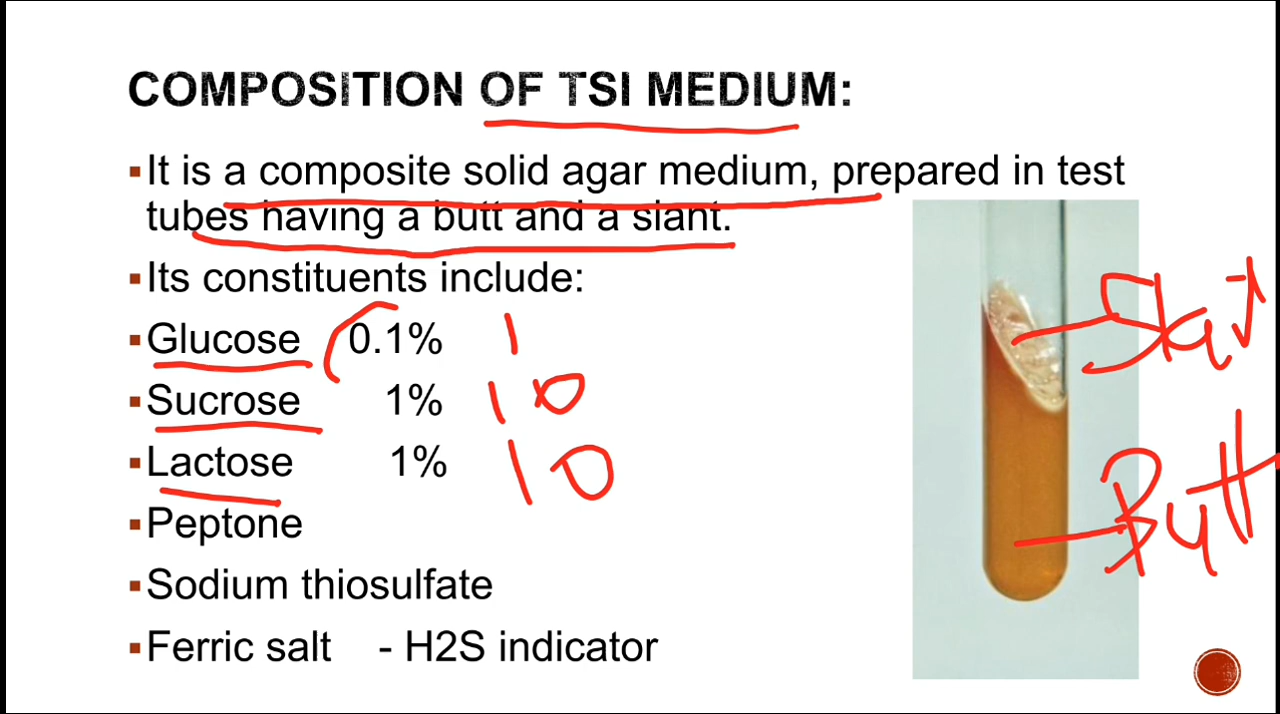 COMPOSITION OF TSI MEDIUM:
▪It is a composite solid agar medium, prepared in test
tubes having a butt and a slant.
▪Its constituents include:
▪Glucose 0.1% 1
▪Sucrose 1% 10
▪Lactose 1% 10
▪Peptone
▪Sodium thiosulfate
▪Ferric salt - H2S indicator
Slant
Butt